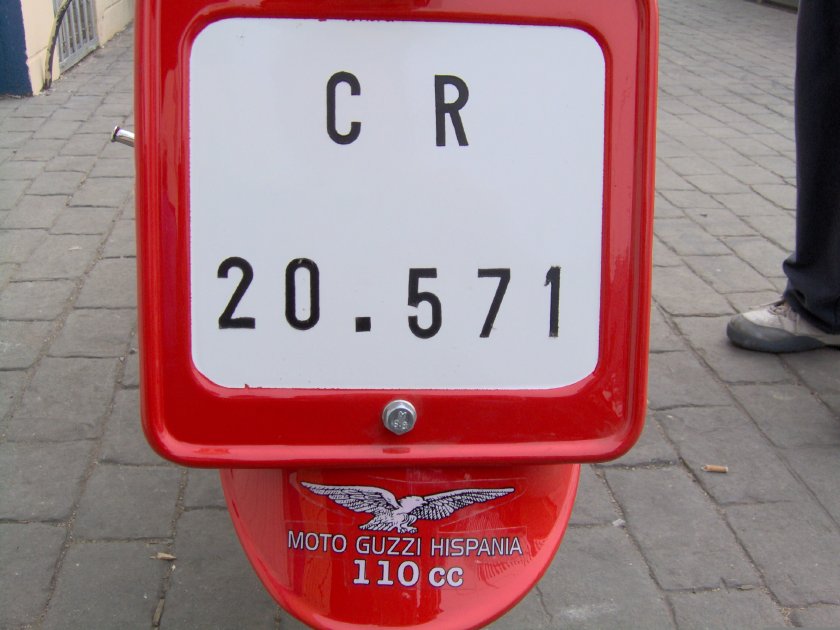 C R
20.571
MOTO GUZZI HISPANIA
110 cc